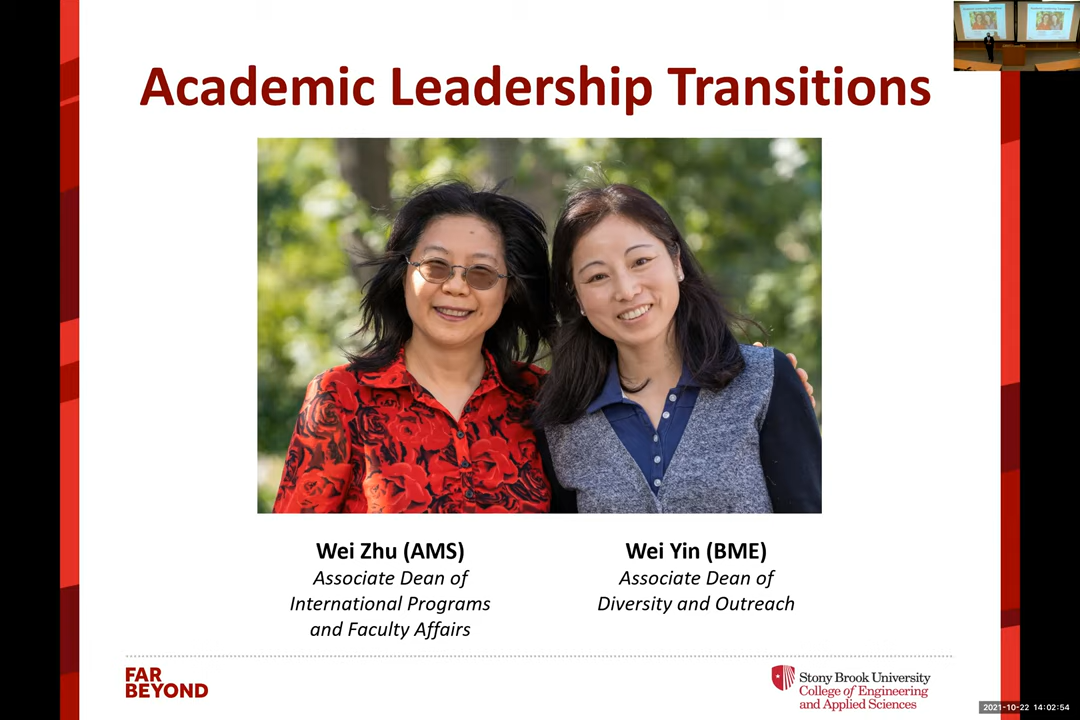 Academic Leadership Transitions
Wei Zhu (AMS)
Associate Dean of
International Programs
and Faculty Affairs
Wei Yin (BME)
Associate Dean of
Diversity and Outreach
FAR
BEYOND
Stony Brook University
College of Engineering
and Applied Sciences
2021-10-22 14:02:54